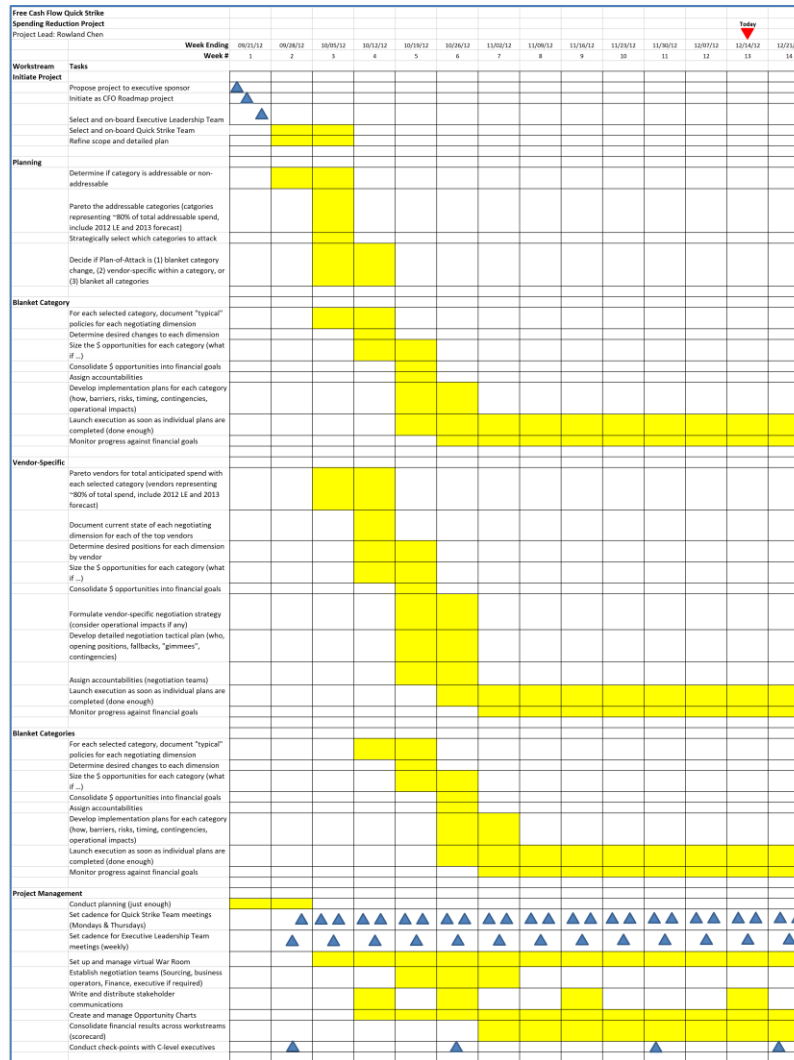 Free Cash Flow Quick Strike
Spending Reduction Project
Today
Project Lead: Rowland Chen
Week Ending 09/21/12 09/28/12 10/05/12 10/12/12 10/19/12 10/26/12 11/02/12 11/09/12 11/16/12 11/23/12 11/30/12 12/07/12 12/14/12 12/21/
Week # 1 2 3 4 5 6 7 8 9 10 11 12 13 14
Workstream Tasks
Initiate Project
Propose project to executive sponsor
Initiate as CFO Roadmap project
Select and on-board Executive Leadership Team
Select and on-board Quick Strike Team
Refine scope and detailed plan
Planning
Determine if category is addressable or non-
addressable
Pareto the addressable categories (catgories
representing ~80% of total addressable spend,
include 2012 LE and 2013 forecast)
Strategically select which categories to attack
Decide if Plan-of-Attack is (1) blanket category
change, (2) vendor-specific within a category, or
(3) blanket all categories
Blanket Category
For each selected category, document "typical"
policies for each negotiating dimension
Determine desired changes to each dimension
Size the $ opportunities for each category (what
if ...)
Consolidate $ opportunities into financial goals
Assign accountabilities
Develop implementation plans for each category
(how, barriers, risks, timing, contingencies,
operational impacts)
Launch execution as soon as individual plans are
completed (done enough)
Monitor progress against financial goals
Vendor-Specific
Pareto vendors for total anticipated spend with
each selected category (vendors representing
~80% of total spend, include 2012 LE and 2013
forecast)
Document current state of each negotiating
dimension for each of the top vendors
Determine desired positions for each dimension
by vendor
Size the $ opportunities for each category (what
if ...)
Consolidate $ opportunities into financial goals
Formulate vendor-specific negotiation strategy
(consider operational impacts if any)
Develop detailed negotiation tactical plan (who,
opening positions, fallbacks, "gimmees",
contingencies)
Assign accountabilities (negotiation teams)
Launch execution as soon as individual plans are
completed (done enough)
Monitor progress against financial goals
Blanket Categories
For each selected category, document "typical"
policies for each negotiating dimension
Determine desired changes to each dimension
Size the $ opportunities for each category (what
if ...)
Consolidate $ opportunities into financial goals
Assign accountabilities
Develop implementation plans for each category
(how, barriers, risks, timing, contingencies,
operational impacts)
Launch execution as soon as individual plans are
completed (done enough)
Monitor progress against financial goals
Project Management
Conduct planning (just enough)
Set cadence for Quick Strike Team meetings
(Mondays & Thursdays)
Set cadence for Executive Leadership Team
meetings (weekly)
Set up and manage virtual War Room
Establish negotiation teams (Sourcing, business
operators, Finance, executive if required)
Write and distribute stakeholder
communications
Create and manage Opportunity Charts
Consolidate financial results across workstreams
(scorecard)
Conduct check-points with C-level executives